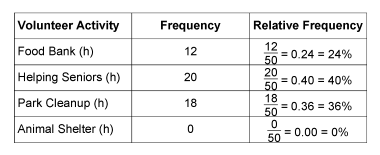 Volunteer Activity Frequency Relative Frequency
Food Bank (h) 12 12/50 = 0.24 = 24%
Helping Seniors (h) 20 20/50 = 0.40 = 40%
Park Cleanup (h) 18 18/50 = 0.36 = 36%
Animal Shelter (h) 0 0/50 = 0.00 = 0%